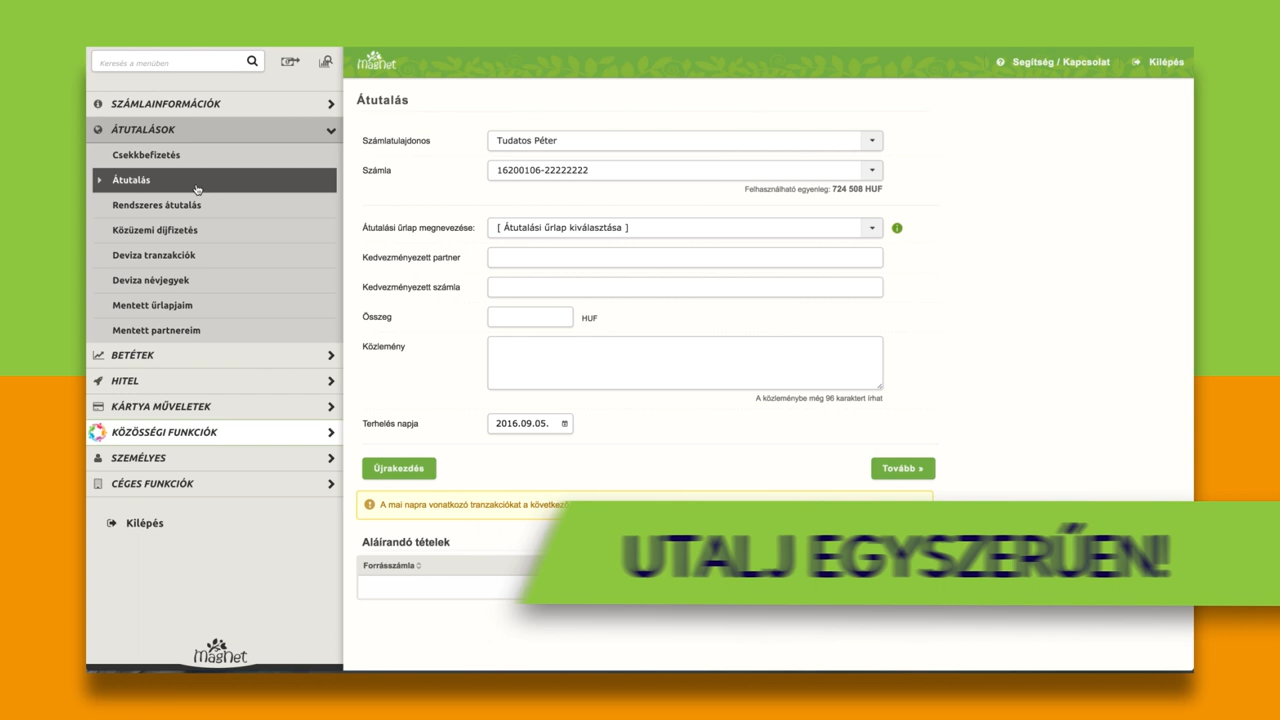 Keresés a menüben
SZÁMLAINFORMÁCIÓK
ÁTUTALÁSOK
Csekkbefizetés
Átutalás
Rendszeres átutalás
Közüzemi díjfizetés
Deviza tranzakciók
Deviza névjegyek
Mentett űrlapjaim
Mentett partnereim
BETÉTEK
HITEL
KÁRTYA MŰVELETEK
KÖZÖSSÉGI FUNKCIÓK
SZEMÉLYES
CÉGES FUNKCIÓK
Kilépés
MagNet
MagNet
Segítség / Kapcsolat
Kilépés
Átutalás
Számlatulajdonos
Tudatos Péter
Számla
16200106-22222222
Felhasználható egyenleg: 724 508 HUF
Átutalási űrlap megnevezése:
[ Átutalási űrlap kiválasztása ]
Kedvezményezett partner
Kedvezményezett számla
Összeg
HUF
Közlemény
A közleménybe még 96 karaktert írhat
Terhelés napja
2016.09.05.
Újrakezdés
Tovább »
A mai napra vonatkozó tranzakciókat a
Aláírandó tételek
Forrásszámla
UTALJ EGYSZERŰEN!